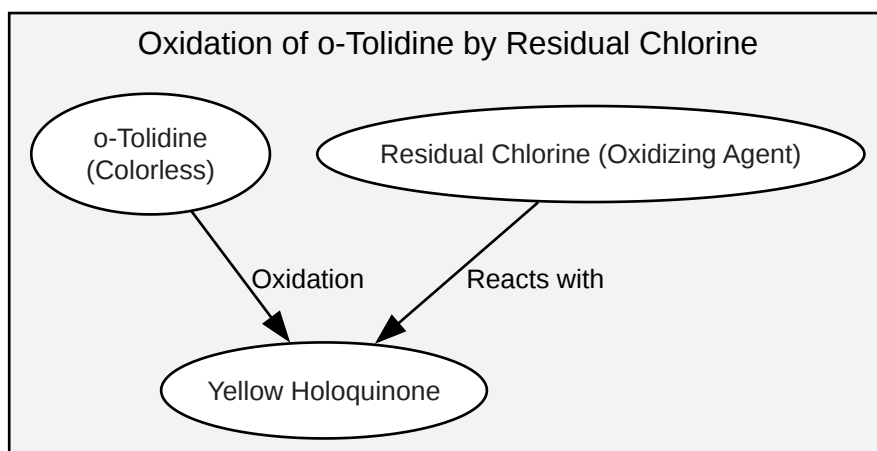 Oxidation of o-Tolidine by Residual Chlorine
o-Tolidine
(Colorless)
Residual Chlorine (Oxidizing Agent)
Oxidation
Reacts with
Yellow Holoquinone